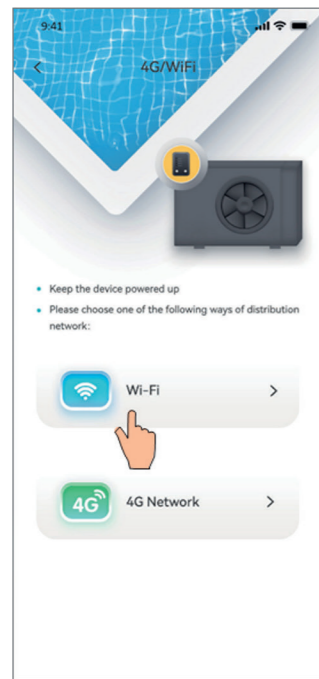 9:41
4G/WiFi
Keep the device powered up
Please choose one of the following ways of distribution
network:
Wi-Fi
4G
4G Network